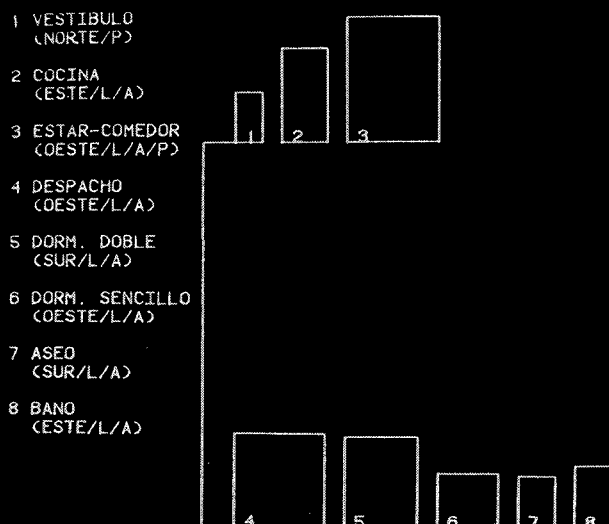 1 VESTIBULO
(NORTE/P)
2 COCINA
(ESTE/L/A)
3 ESTAR-COMEDOR
(OESTE/L/A/P)
4 DESPACHO
(OESTE/L/A)
5 DORM. DOBLE
(SUR/L/A)
6 DORM. SENCILLO
(OESTE/L/A)
7 ASEO
(SUR/L/A)
8 BANO
(ESTE/L/A)
1 2 3
4 5 6 7 8